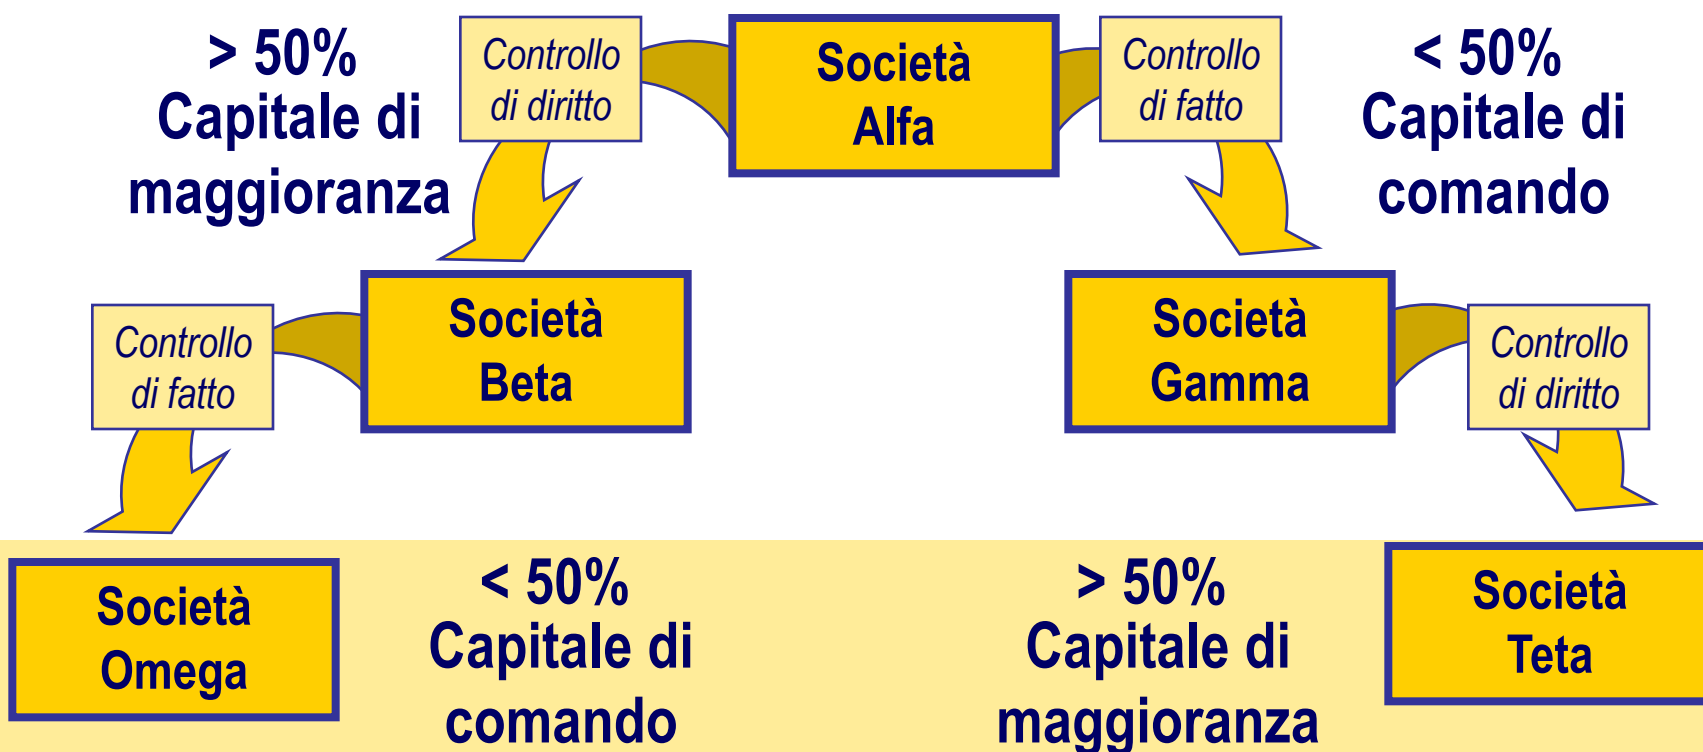 > 50%
Capitale di
maggioranza
Controllo
di diritto
Società
Alfa
Controllo
di fatto
< 50%
Capitale di
comando
Controllo
di fatto
Società
Beta
Società
Gamma
Controllo
di diritto
Società
Omega
< 50%
Capitale di
comando
> 50%
Capitale di
maggioranza
Società
Teta